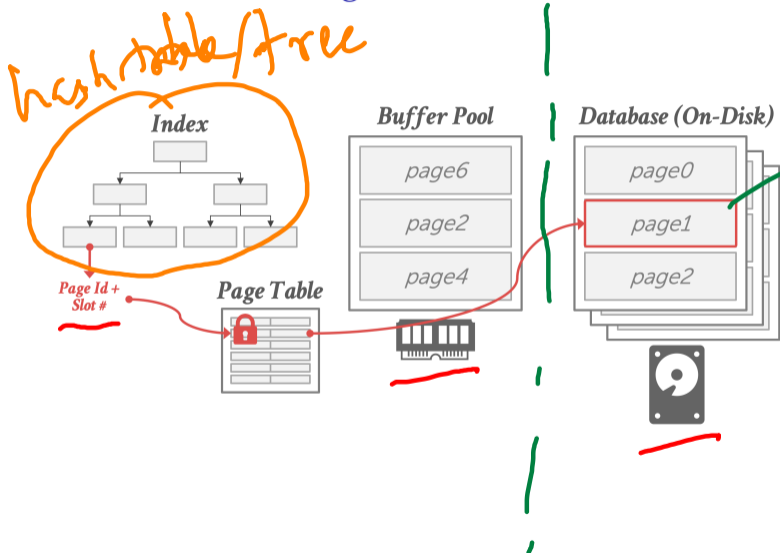 hash table/tree
Index
Buffer Pool
Database (On-Disk)
page6
page0
page2
page1
page4
page2
Page Id +
Slot #
Page Table